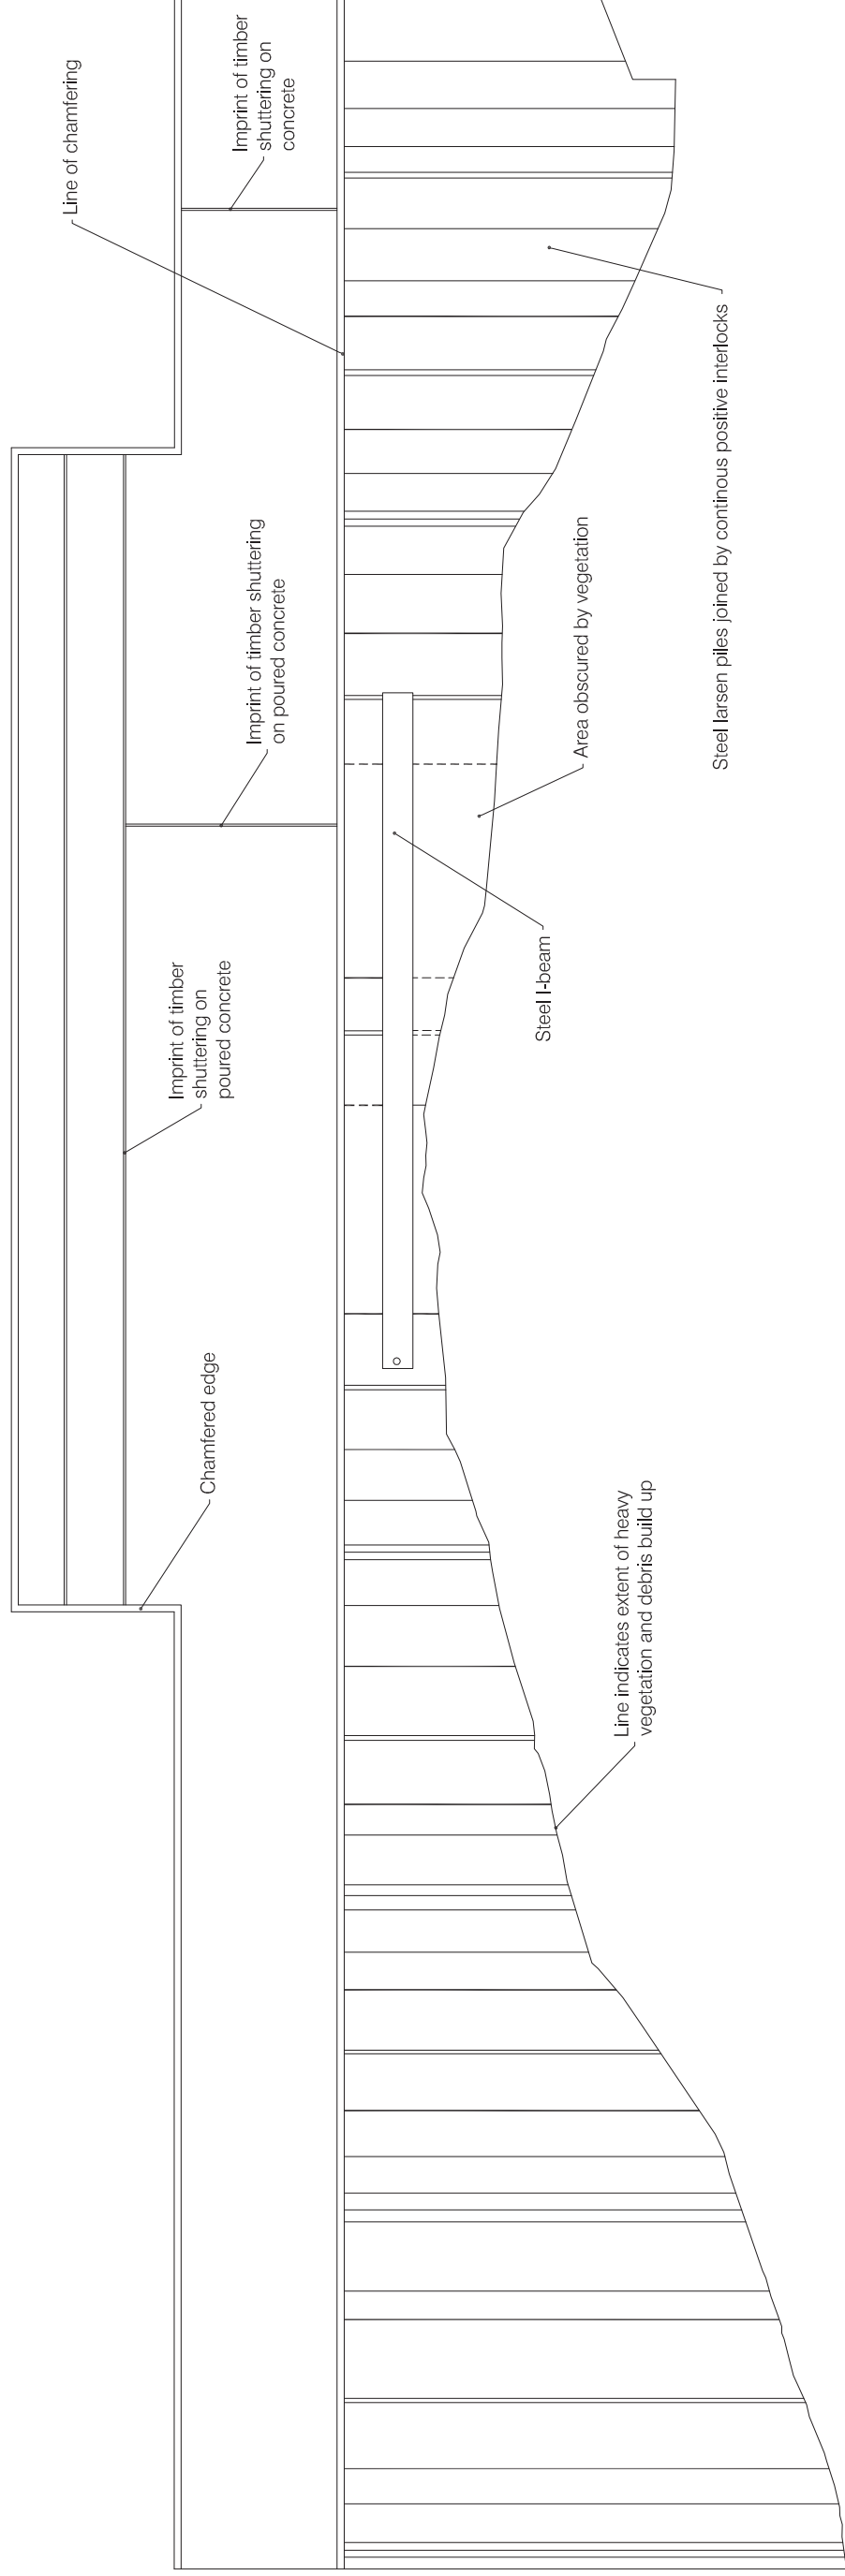 Chamfered edge
Imprint of timber
shuttering on
poured concrete
Imprint of timber shuttering
on poured concrete
Line of chamfering
Imprint of timber
shuttering on
concrete
Line indicates extent of heavy
vegetation and debris build up
Steel I-beam
Area obscured by vegetation
Steel larsen piles joined by continous positive interlocks